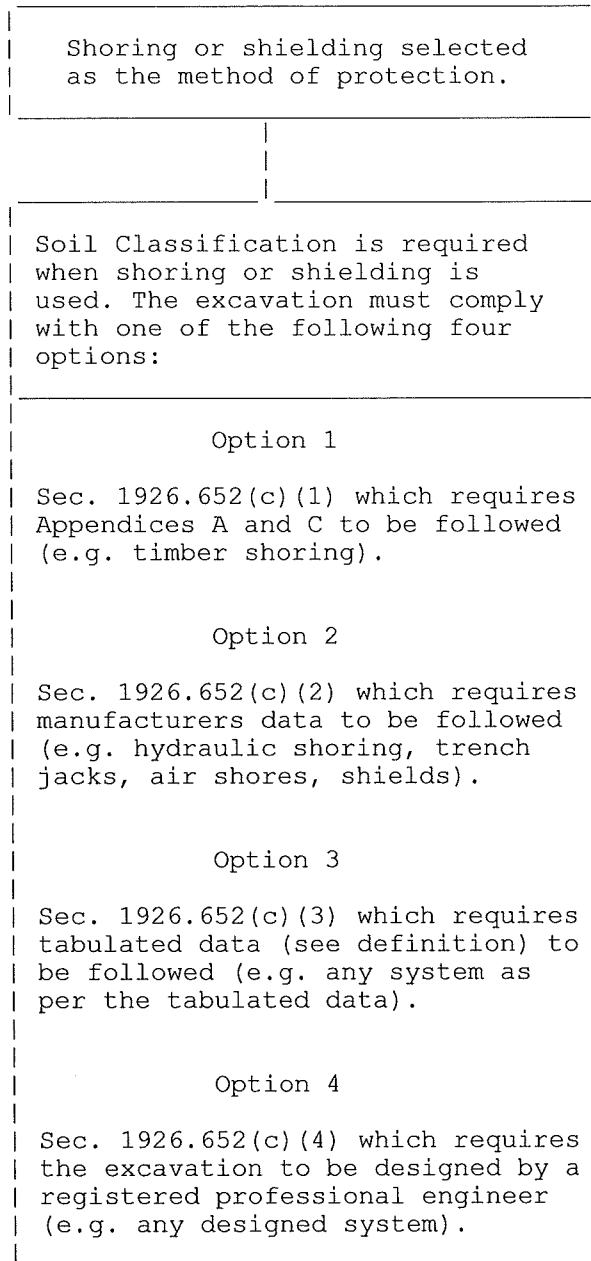 Shoring or shielding selected
as the method of protection.
Soil Classification is required
when shoring or shielding is
used. The excavation must comply
with one of the following four
options:
Option 1
Sec. 1926.652(c)(1) which requires
Appendices A and C to be followed
(e.g. timber shoring).
Option 2
Sec. 1926.652(c)(2) which requires
manufacturers data to be followed
(e.g. hydraulic shoring, trench
jacks, air shores, shields).
Option 3
Sec. 1926.652(c)(3) which requires
tabulated data (see definition) to
be followed (e.g. any system as
per the tabulated data).
Option 4
Sec. 1926.652(c)(4) which requires
the excavation to be designed by a
registered professional engineer
(e.g. any designed system).